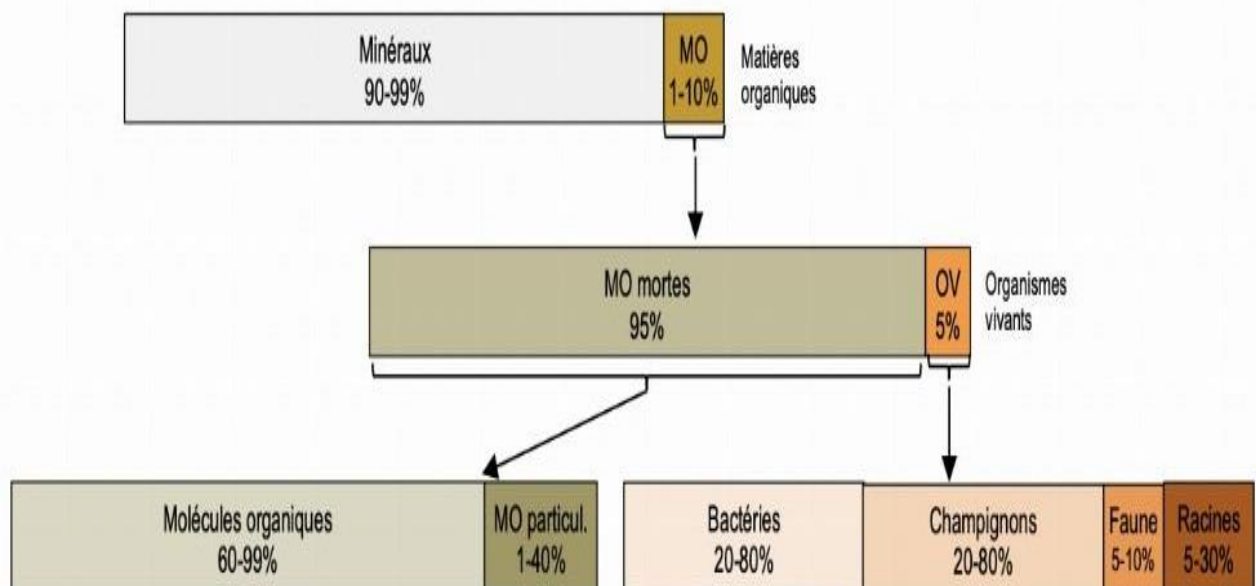 Minéraux
90-99%
MO
1-10%
Matières
organiques
MO mortes
95%
OV
5%
Organismes
vivants
Molécules organiques
60-99%
MO particul.
1-40%
Bactéries
20-80%
Champignons
20-80%
Faune
5-10%
Racines
5-30%